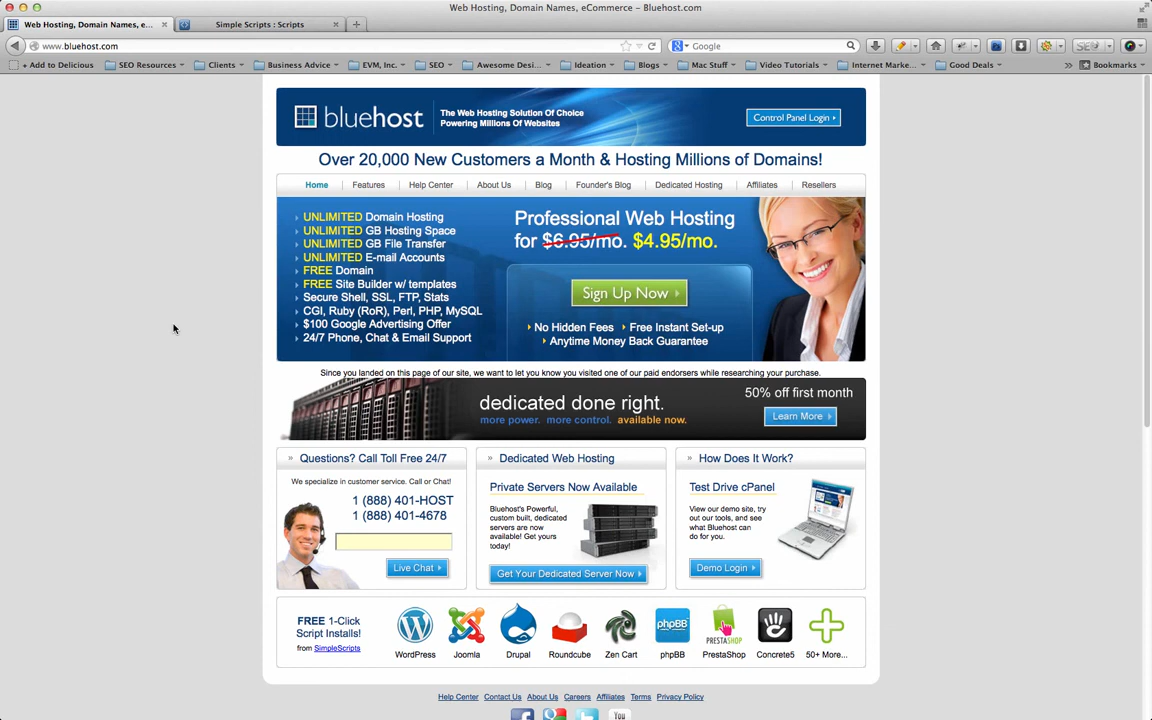 Web Hosting, Domain Names, eCommerce – Bluehost.com
Web Hosting, Domain Names, e...
Simple Scripts : Scripts
www.bluehost.com
Google
+ Add to Delicious
SEO Resources
Clients
Business Advice
EVM, Inc.
SEO
Awesome Desi...
Ideation
Blogs
Mac Stuff
Video Tutorials
Internet Marke...
Good Deals
Bookmarks
bluehost
The Web Hosting Solution Of Choice
Powering Millions Of Websites
Control Panel Login
Over 20,000 New Customers a Month & Hosting Millions of Domains!
Home
Features
Help Center
About Us
Blog
Founder's Blog
Dedicated Hosting
Affiliates
Resellers
UNLIMITED Domain Hosting
UNLIMITED GB Hosting Space
UNLIMITED GB File Transfer
UNLIMITED E-mail Accounts
FREE Domain
FREE Site Builder w/ templates
Secure Shell, SSL, FTP, Stats
CGI, Ruby (RoR), Perl, PHP, MySQL
$100 Google Advertising Offer
24/7 Phone, Chat & Email Support
Professional Web Hosting
for $6.95/mo. $4.95/mo.
Sign Up Now
No Hidden Fees
Free Instant Set-up
Anytime Money Back Guarantee
Since you landed on this page of our site, we want to let you know you visited one of our paid endorsers while researching your purchase.
dedicated done right.
more power. more control. available now.
50% off first month
Learn More
Questions? Call Toll Free 24/7
We specialize in customer service. Call or Chat!
1 (888) 401-HOST
1 (888) 401-4678
Live Chat
Dedicated Web Hosting
Private Servers Now Available
Bluehost's Powerful,
custom built, dedicated
servers are now
available! Get yours
today!
Get Your Dedicated Server Now
How Does It Work?
Test Drive cPanel
View our demo site, try
out our tools, and see
what Bluehost can
do for you.
Demo Login
FREE 1-Click
Script Installs!
from SimpleScripts
phpBB
PRESTASHOP
WordPress
Joomla
Drupal
Roundcube
Zen Cart
phpBB
PrestaShop
Concrete5
50+ More...
Help Center
Contact Us
About Us
Careers
Affiliates
Terms
Privacy Policy
You